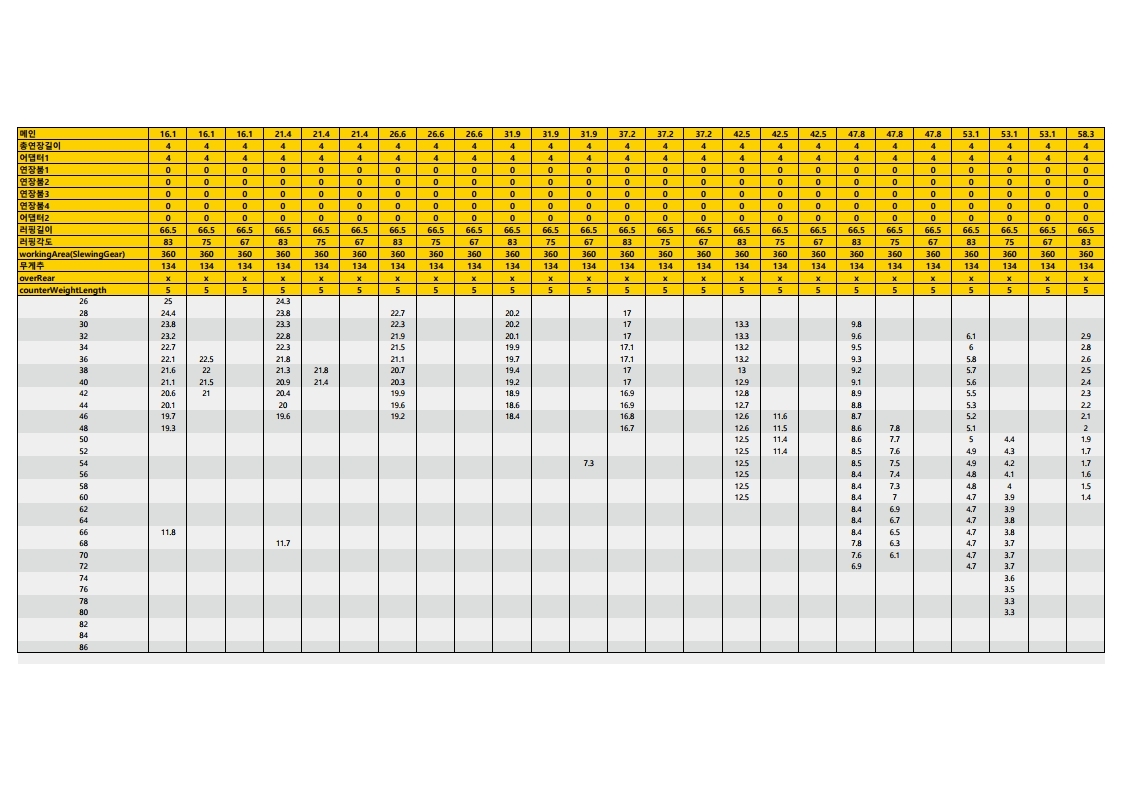 메인 16.1 16.1 16.1 21.4 21.4 21.4 26.6 26.6 26.6 31.9 31.9 31.9 37.2 37.2 37.2 42.5 42.5 42.5 47.8 47.8 47.8 53.1 53.1 53.1 58.3
총연장길이 4 4 4 4 4 4 4 4 4 4 4 4 4 4 4 4 4 4 4 4 4 4 4 4 4
어댑터1 4 4 4 4 4 4 4 4 4 4 4 4 4 4 4 4 4 4 4 4 4 4 4 4 4
연장붐1 0 0 0 0 0 0 0 0 0 0 0 0 0 0 0 0 0 0 0 0 0 0 0 0 0
연장붐2 0 0 0 0 0 0 0 0 0 0 0 0 0 0 0 0 0 0 0 0 0 0 0 0 0
연장붐3 0 0 0 0 0 0 0 0 0 0 0 0 0 0 0 0 0 0 0 0 0 0 0 0 0
연장붐4 0 0 0 0 0 0 0 0 0 0 0 0 0 0 0 0 0 0 0 0 0 0 0 0 0
어댑터2 0 0 0 0 0 0 0 0 0 0 0 0 0 0 0 0 0 0 0 0 0 0 0 0 0
러핑길이 66.5 66.5 66.5 66.5 66.5 66.5 66.5 66.5 66.5 66.5 66.5 66.5 66.5 66.5 66.5 66.5 66.5 66.5 66.5 66.5 66.5 66.5 66.5 66.5 66.5
러핑각도 83 75 67 83 75 67 83 75 67 83 75 67 83 75 67 83 75 67 83 75 67 83 75 67 83
workingArea(SlewingGear) 360 360 360 360 360 360 360 360 360 360 360 360 360 360 360 360 360 360 360 360 360 360 360 360 360
무게추 134 134 134 134 134 134 134 134 134 134 134 134 134 134 134 134 134 134 134 134 134 134 134 134 134
overRear x x x x x x x x x x x x x x x x x x x x x x x x x
counterWeightLength 5 5 5 5 5 5 5 5 5 5 5 5 5 5 5 5 5 5 5 5 5 5 5 5 5
26 25 24.3
28 24.4 23.8 22.7 20.2 17
30 23.8 23.3 22.3 20.2 17 13.3 9.8
32 23.2 22.8 21.9 20.1 17 13.3 9.6 6.1 2.9
34 22.7 22.3 21.5 19.9 17.1 13.2 9.5 6 2.8
36 22.1 22.5 21.8 21.1 19.7 17.1 13.2 9.3 5.8 2.6
38 21.6 22 21.3 21.8 20.7 19.4 17 13 9.2 5.7 2.5
40 21.1 21.5 20.9 21.4 20.3 19.2 17 12.9 9.1 5.6 2.4
42 20.6 21 20.4 19.9 18.9 16.9 12.8 8.9 5.5 2.3
44 20.1 20 19.6 18.6 16.9 12.7 8.8 5.3 2.2
46 19.7 19.6 19.2 18.4 16.8 12.6 11.6 8.7 5.2 2.1
48 19.3 16.7 12.6 11.5 8.6 7.8 5.1 2
50 12.5 11.4 8.6 7.7 5 4.4 1.9
52 12.5 11.4 8.5 7.6 4.9 4.3 1.7
54 7.3 12.5 8.5 7.5 4.9 4.2 1.7
56 12.5 8.4 7.4 4.8 4.1 1.6
58 12.5 8.4 7.3 4.8 4 1.5
60 12.5 8.4 7 4.7 3.9 1.4
62 8.4 6.9 4.7 3.9
64 8.4 6.7 4.7 3.8
66 11.8 8.4 6.5 4.7 3.8
68 11.7 7.8 6.3 4.7 3.7
70 7.6 6.1 4.7 3.7
72 6.9 4.7 3.7
74 3.6
76 3.5
78 3.3
80 3.3
82
84
86